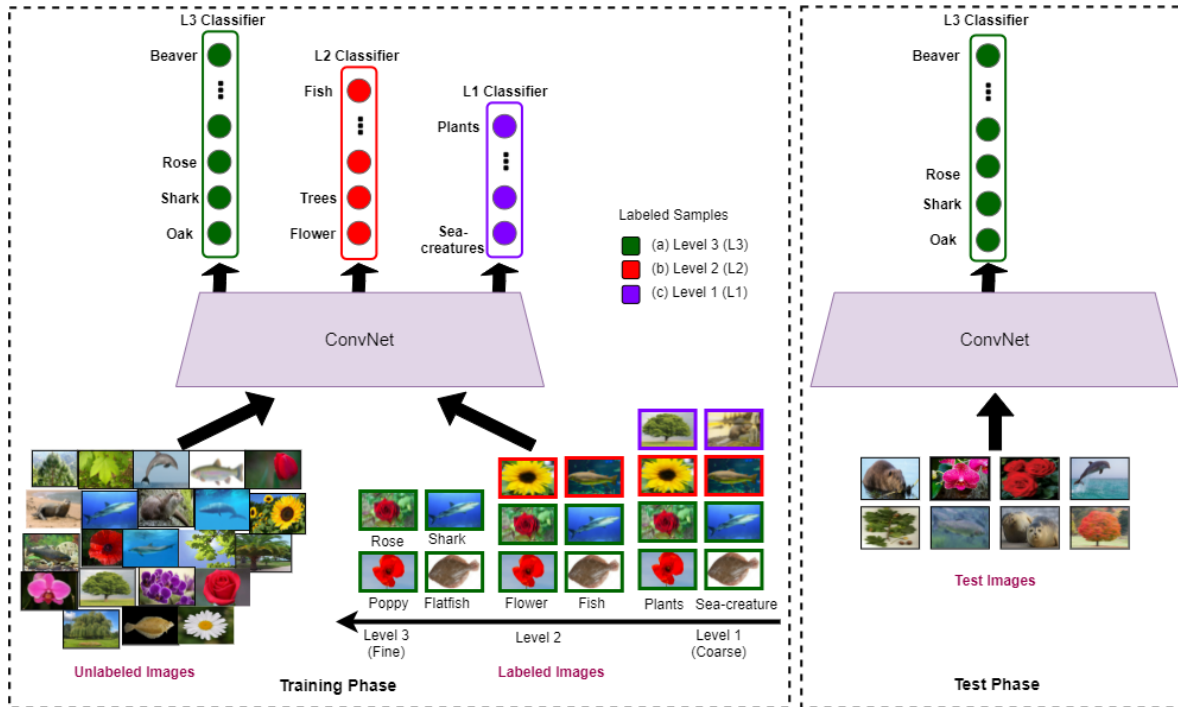 L3 Classifier
Beaver
Rose
Shark
Oak
L2 Classifier
Fish
Trees
Flower
L1 Classifier
Plants
Sea-
creatures
Labeled Samples
(a) Level 3 (L3)
(b) Level 2 (L2)
(c) Level 1 (L1)
ConvNet
Rose
Shark
Poppy
Flatfish
Flower
Fish
Plants
Sea-creature
Level 3
(Fine)
Level 2
Level 1
(Coarse)
Unlabeled Images
Labeled Images
Training Phase
L3 Classifier
Beaver
Rose
Shark
Oak
ConvNet
Test Images
Test Phase